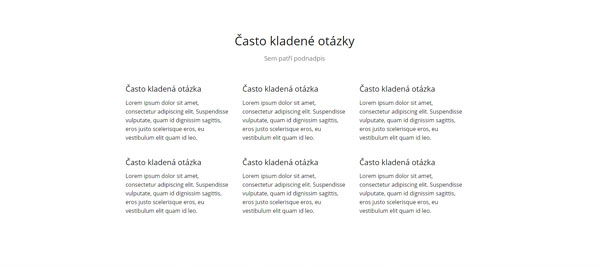 Často kladené otázky
Sem patří podnadpis
Často kladená otázka
Lorem ipsum dolor sit amet,
consectetur adipiscing elit. Suspendisse
vulputate, quam id dignissim sagittis,
eros justo scelerisque eros, eu
vestibulum elit quam id leo.
Často kladená otázka
Lorem ipsum dolor sit amet,
consectetur adipiscing elit. Suspendisse
vulputate, quam id dignissim sagittis,
eros justo scelerisque eros, eu
vestibulum elit quam id leo.
Často kladená otázka
Lorem ipsum dolor sit amet,
consectetur adipiscing elit. Suspendisse
vulputate, quam id dignissim sagittis,
eros justo scelerisque eros, eu
vestibulum elit quam id leo.
Často kladená otázka
Lorem ipsum dolor sit amet,
consectetur adipiscing elit. Suspendisse
vulputate, quam id dignissim sagittis,
eros justo scelerisque eros, eu
vestibulum elit quam id leo.
Často kladená otázka
Lorem ipsum dolor sit amet,
consectetur adipiscing elit. Suspendisse
vulputate, quam id dignissim sagittis,
eros justo scelerisque eros, eu
vestibulum elit quam id leo.
Často kladená otázka
Lorem ipsum dolor sit amet,
consectetur adipiscing elit. Suspendisse
vulputate, quam id dignissim sagittis,
eros justo scelerisque eros, eu
vestibulum elit quam id leo.